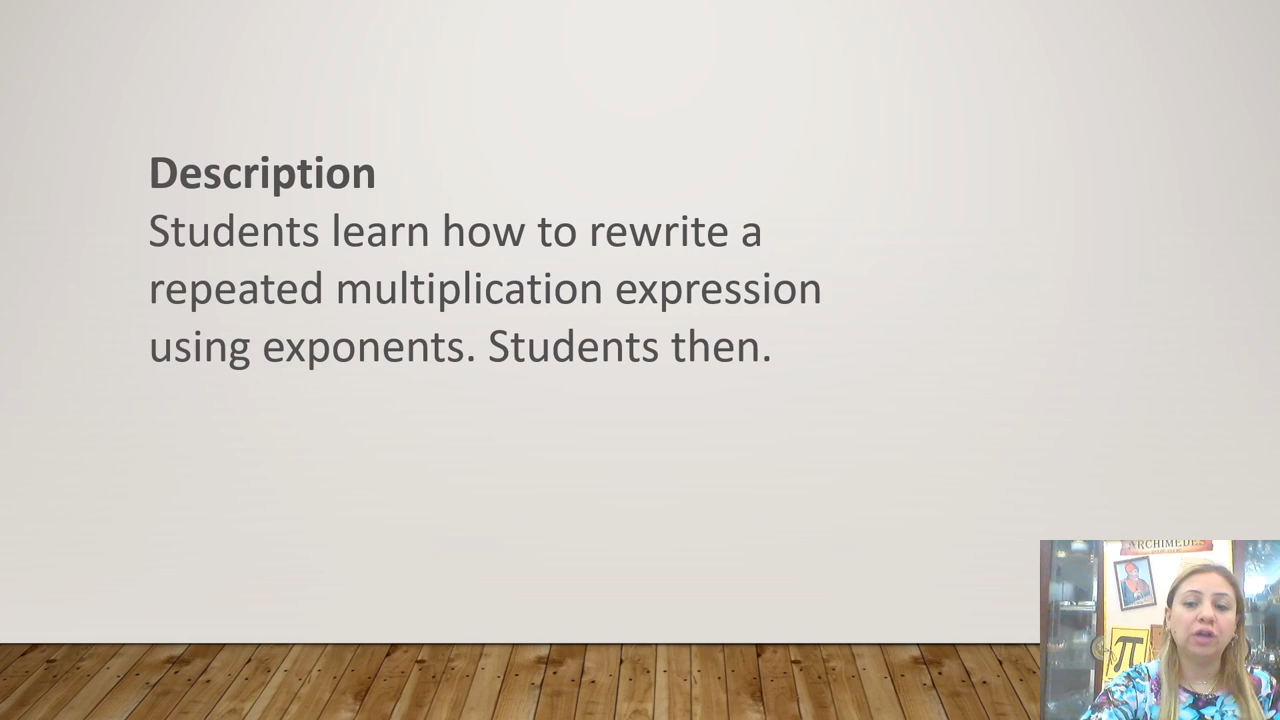 Description
Students learn how to rewrite a
repeated multiplication expression
using exponents. Students then.
ARCHIMEDES
π